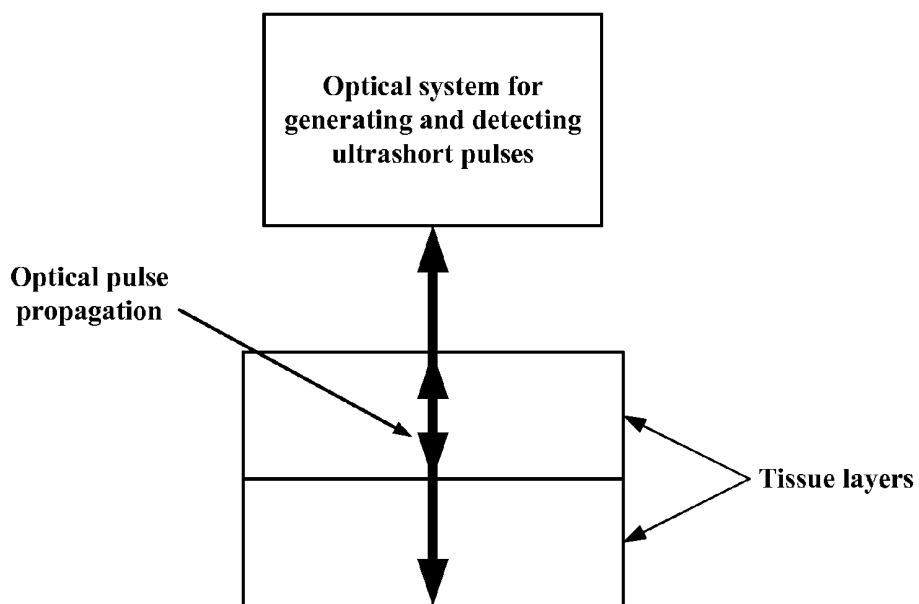 Optical system for
generating and detecting
ultrashort pulses
Optical pulse
propagation
Tissue layers